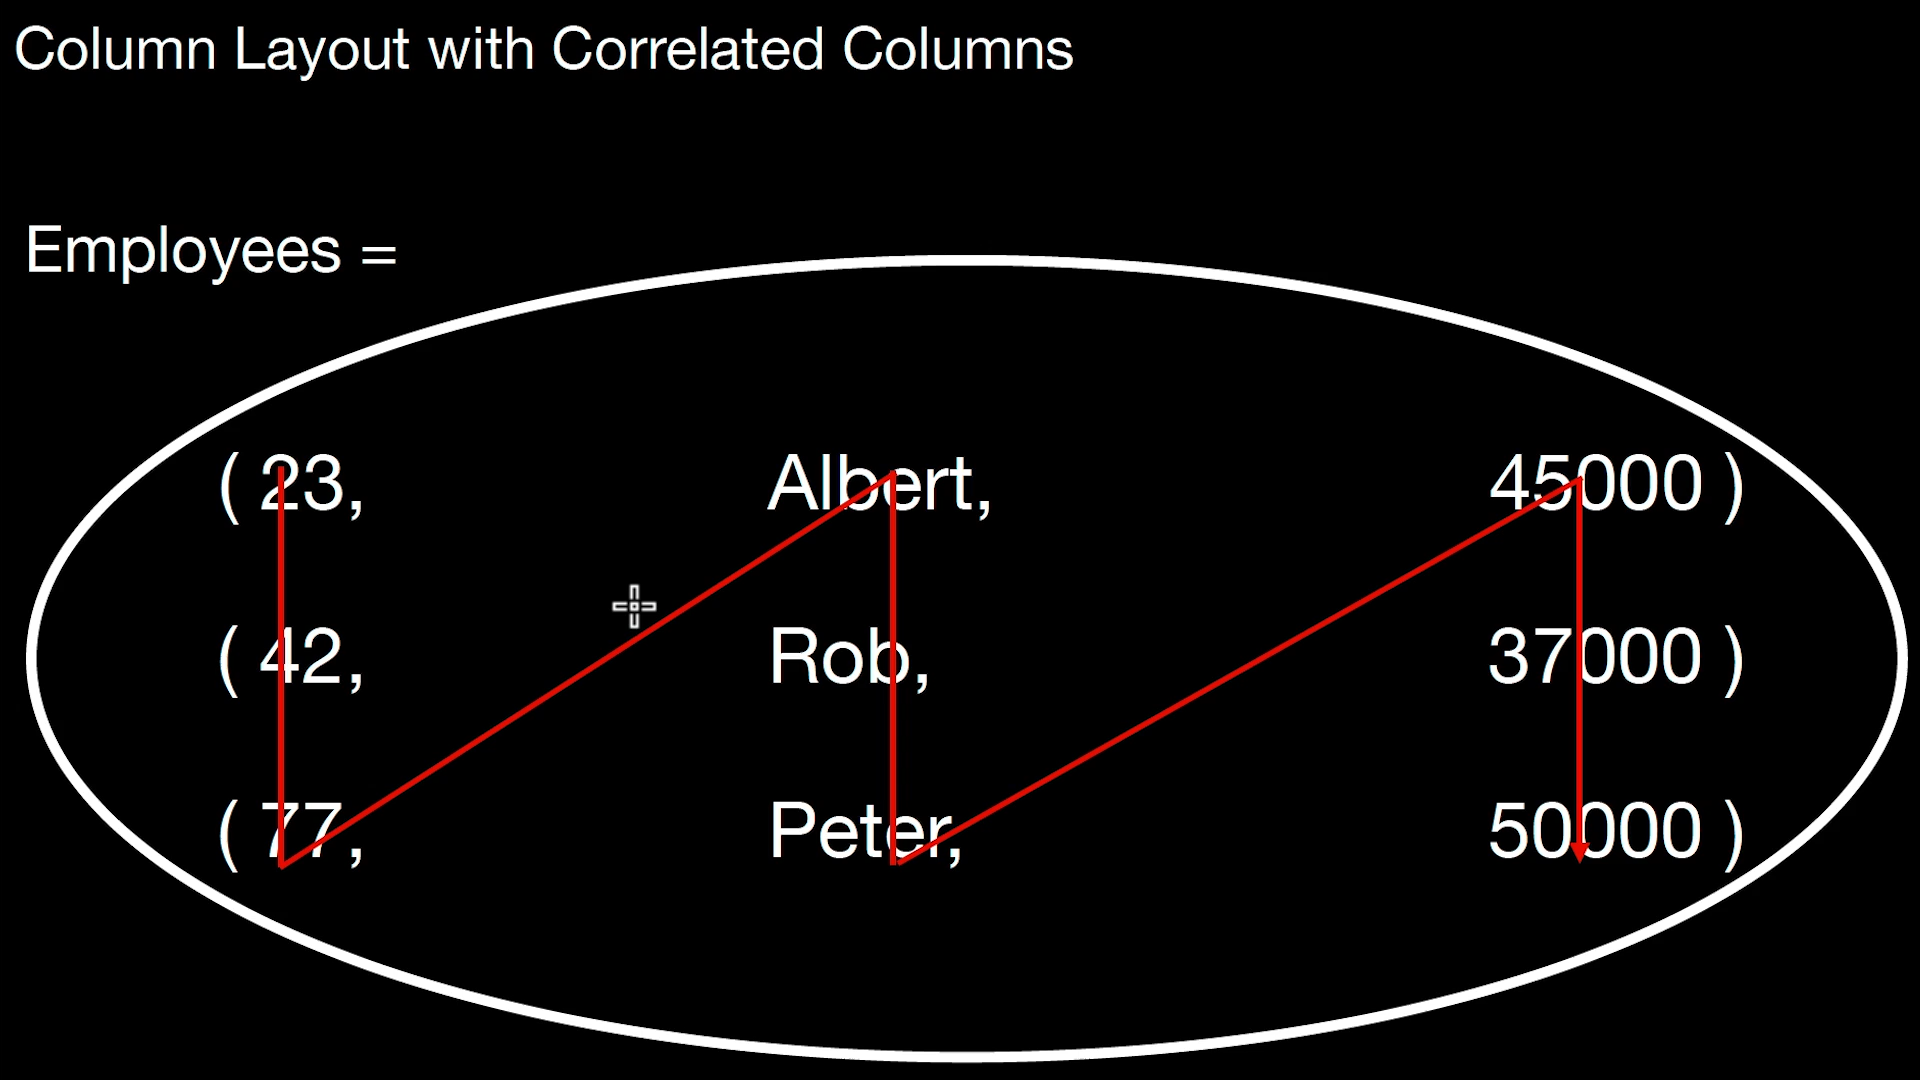 Column Layout with Correlated Columns
Employees =
( 23, Albert, 45000 )
( 42, Rob, 37000 )
( 77, Peter, 50000 )